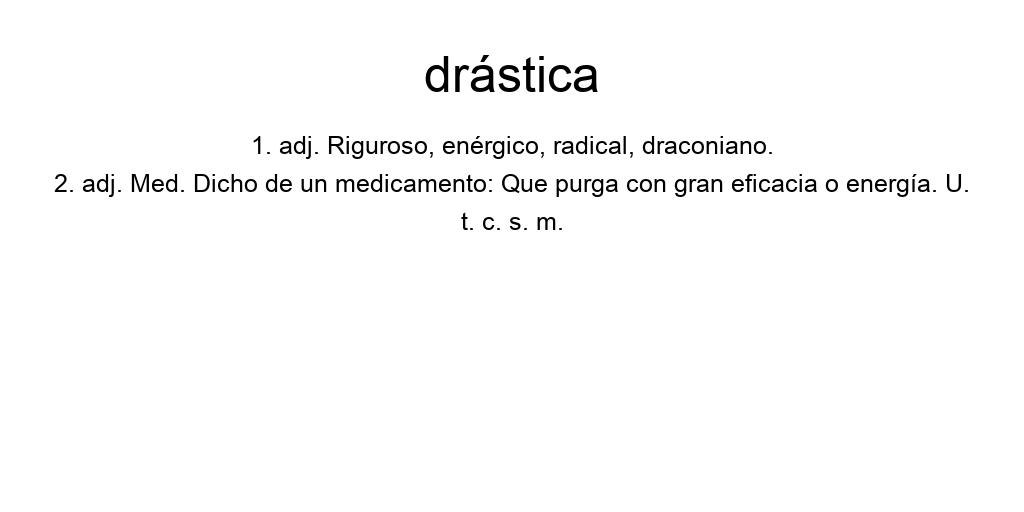 drástica
1. adj. Riguroso, enérgico, radical, draconiano.
2. adj. Med. Dicho de un medicamento: Que purga con gran eficacia o energía. U.
t. c. s. m.